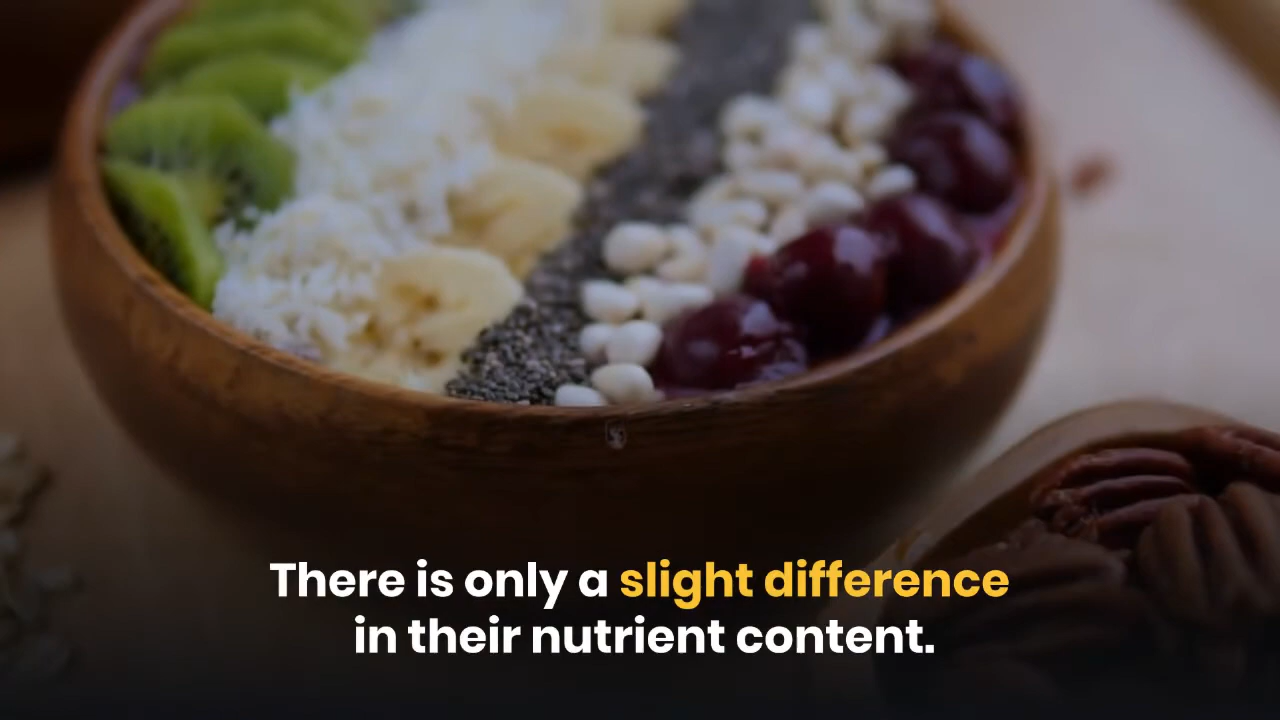 There is only a slight difference
in their nutrient content.